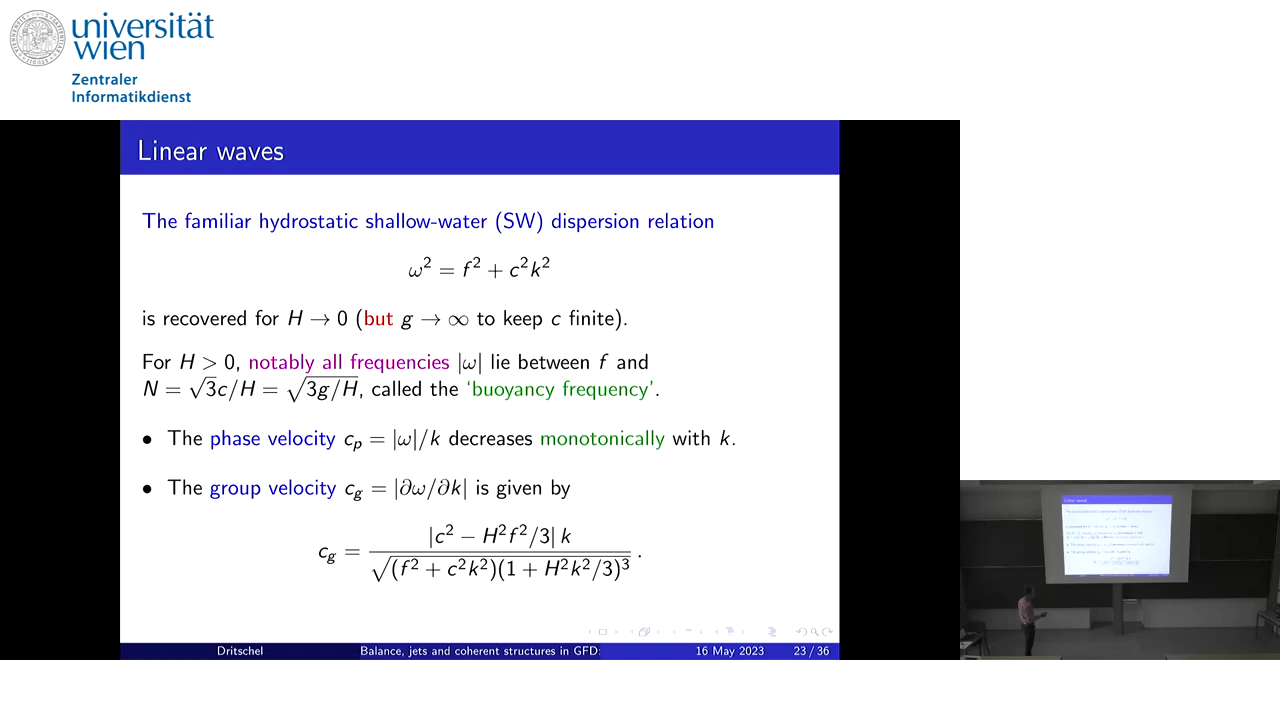 universität
wien
Zentraler
Informatikdienst
Linear waves
The familiar hydrostatic shallow-water (SW) dispersion relation
ω² = f² + c²k²
is recovered for H → 0 (but g → ∞ to keep c finite).
For H > 0, notably all frequencies |ω| lie between f and
N = √3c/H = √(3g/H), called the ‘buoyancy frequency’.
• The phase velocity cₚ = |ω|/k decreases monotonically with k.
• The group velocity c_g = |∂ω/∂k| is given by
c_g = |c² − H²f²/3| k / √((f² + c²k²)(1 + H²k²/3)³) .
Dritschel Balance, jets and coherent structures in GFD: 16 May 2023 23 / 36
Linear waves